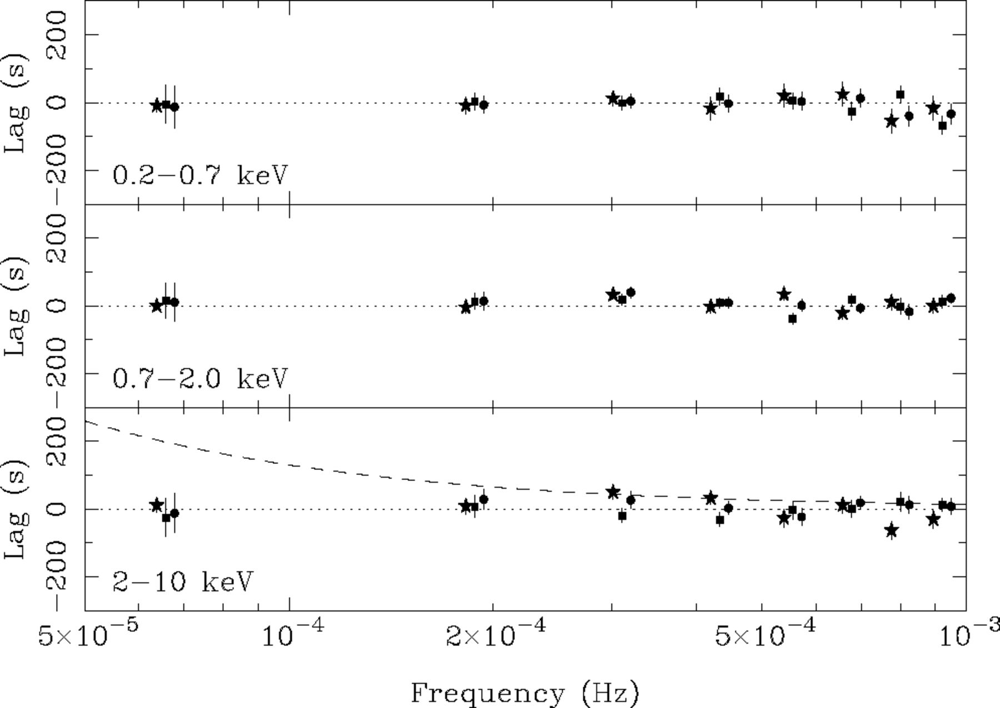 Lag (s)
200
0
−200
0.2−0.7 keV
Lag (s)
200
0
−200
0.7−2.0 keV
Lag (s)
200
0
−200
2−10 keV
5×10⁻⁵ 10⁻⁴ 2×10⁻⁴ 5×10⁻⁴ 10⁻³
Frequency (Hz)